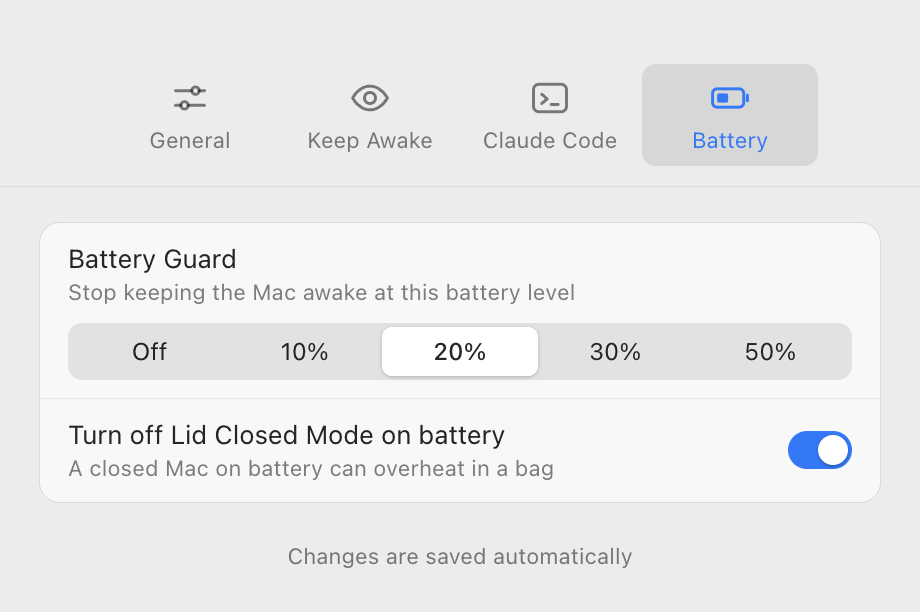 General
Keep Awake
Claude Code
Battery
Battery Guard
Stop keeping the Mac awake at this battery level
Off 10% 20% 30% 50%
Turn off Lid Closed Mode on battery
A closed Mac on battery can overheat in a bag
Changes are saved automatically